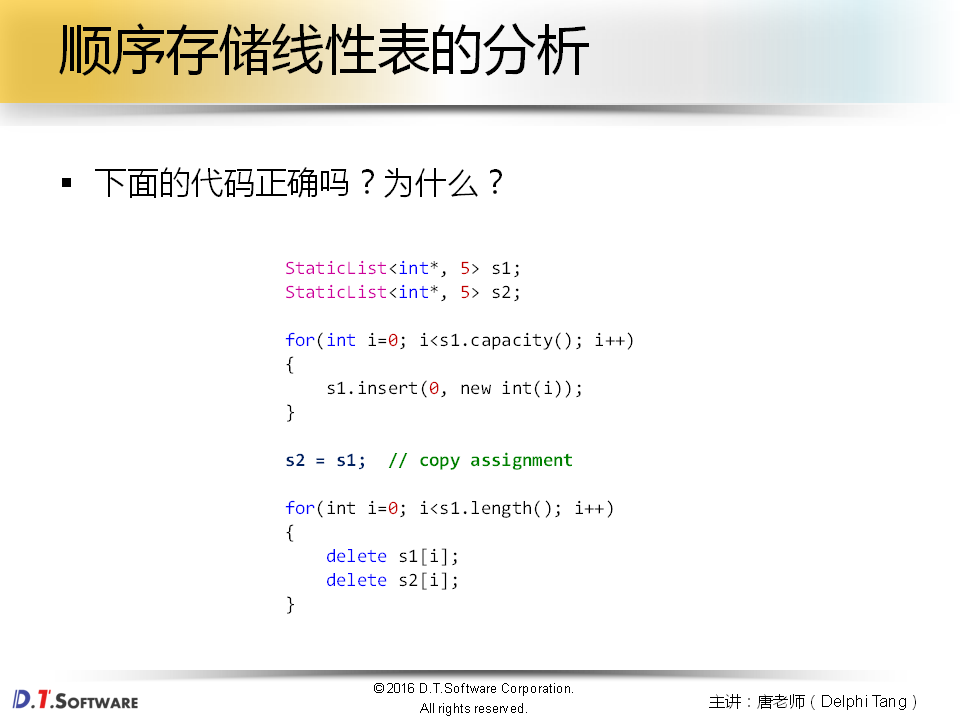 顺序存储线性表的分析
▪ 下面的代码正确吗？为什么？
StaticList<int*, 5> s1;
StaticList<int*, 5> s2;
for(int i=0; i<s1.capacity(); i++)
{
    s1.insert(0, new int(i));
}
s2 = s1;  // copy assignment
for(int i=0; i<s1.length(); i++)
{
    delete s1[i];
    delete s2[i];
}
D.T.SOFTWARE
©2016 D.T.Software Corporation.
All rights reserved.
主讲：唐老师（Delphi Tang）